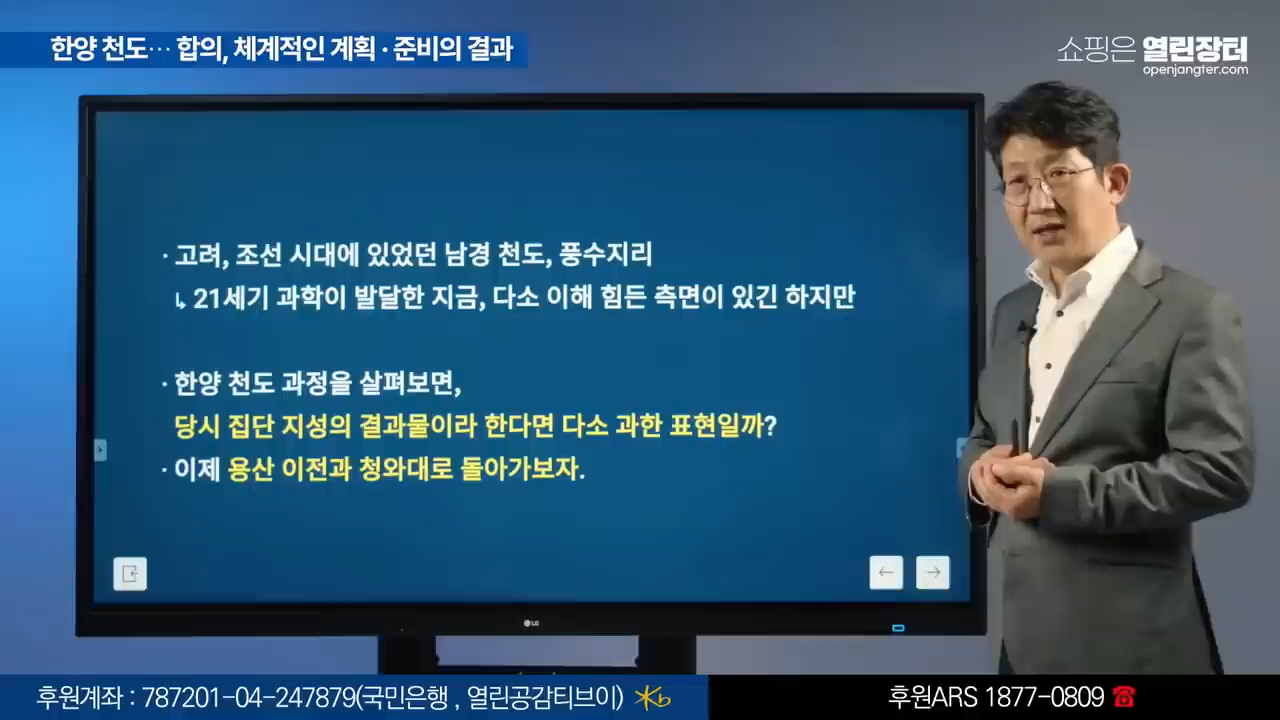 한양 천도… 합의, 체계적인 계획 · 준비의 결과
쇼핑은 열린장터
openjangter.com
· 고려, 조선 시대에 있었던 남경 천도, 풍수지리
↳ 21세기 과학이 발달한 지금, 다소 이해 힘든 측면이 있긴 하지만
· 한양 천도 과정을 살펴보면,
당시 집단 지성의 결과물이라 한다면 다소 과한 표현일까?
· 이제 용산 이전과 청와대로 돌아가보자.
LG
후원계좌 : 787201-04-247879(국민은행 , 열린공감티브이) Kb
후원ARS 1877-0809